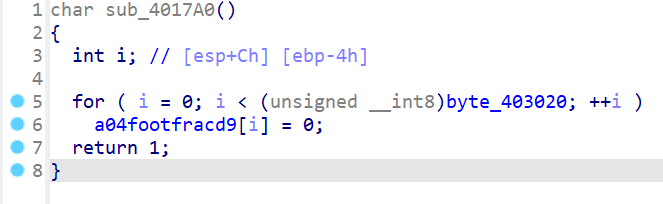 1 char sub_4017A0()
2 {
3   int i; // [esp+Ch] [ebp-4h]
4
5   for ( i = 0; i < (unsigned __int8)byte_403020; ++i )
6     a04footfracd9[i] = 0;
7   return 1;
8 }